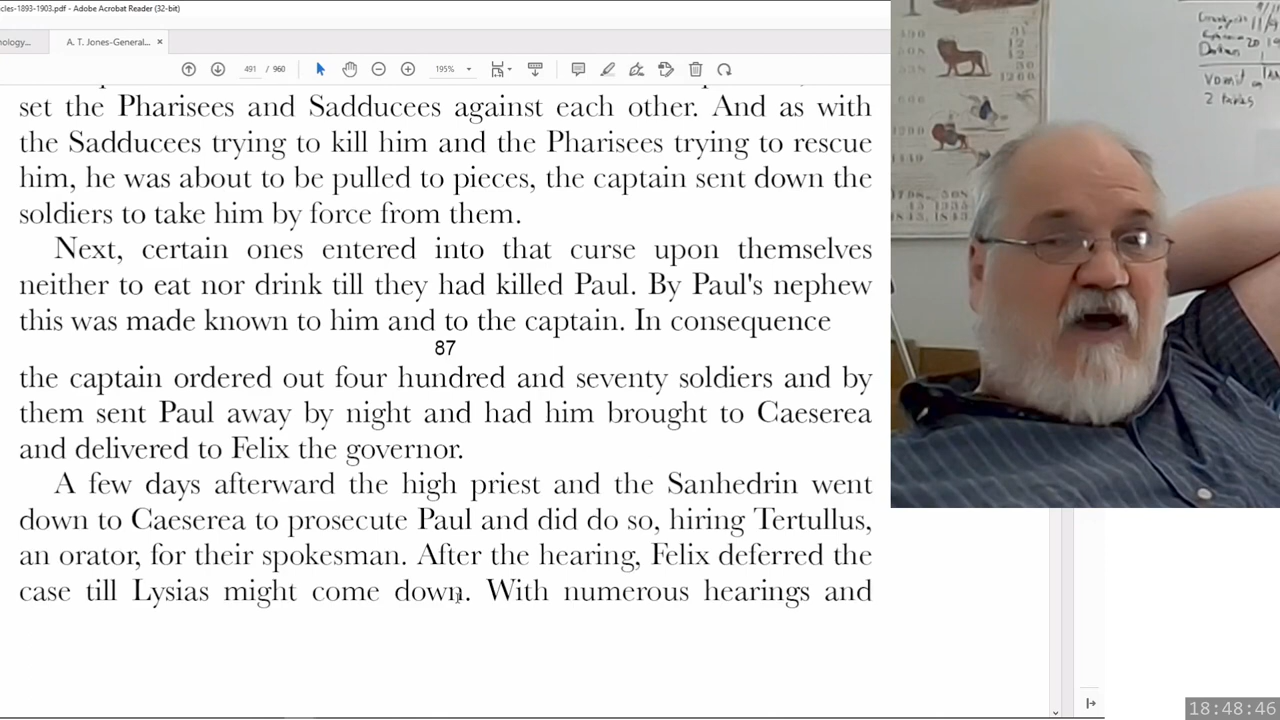 cles-1893-1903.pdf - Adobe Acrobat Reader (32-bit)
nology...
A. T. Jones-General...
491 / 960
195%
set the Pharisees and Sadducees against each other. And as with
the Sadducees trying to kill him and the Pharisees trying to rescue
him, he was about to be pulled to pieces, the captain sent down the
soldiers to take him by force from them.
Next, certain ones entered into that curse upon themselves
neither to eat nor drink till they had killed Paul. By Paul's nephew
this was made known to him and to the captain. In consequence
87
the captain ordered out four hundred and seventy soldiers and by
them sent Paul away by night and had him brought to Caeserea
and delivered to Felix the governor.
A few days afterward the high priest and the Sanhedrin went
down to Caeserea to prosecute Paul and did do so, hiring Tertullus,
an orator, for their spokesman. After the hearing, Felix deferred the
case till Lysias might come down. With numerous hearings and
Vomit
2 tables
18:48:46